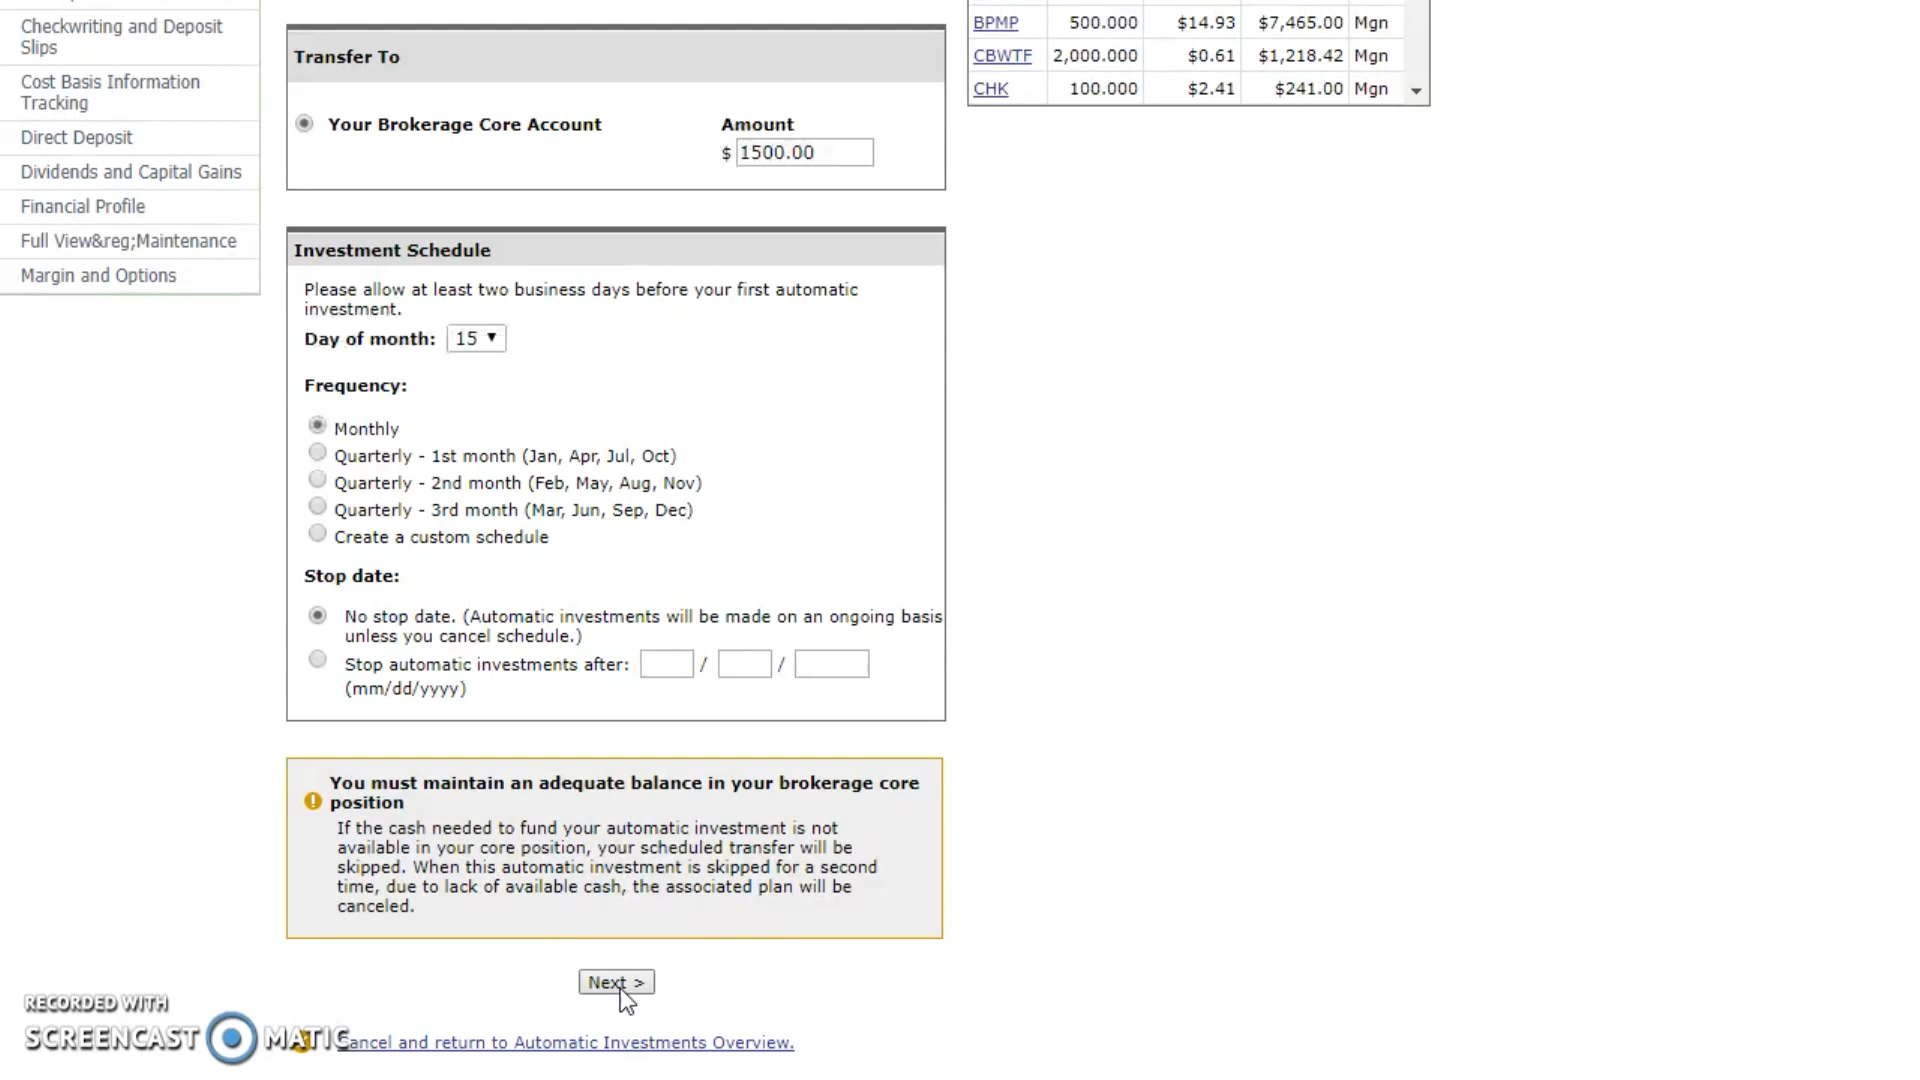 Checkwriting and Deposit
Slips
Cost Basis Information
Tracking
Direct Deposit
Dividends and Capital Gains
Financial Profile
Full View&reg;Maintenance
Margin and Options
Transfer To
Your Brokerage Core Account
Amount
$ 1500.00
Investment Schedule
Please allow at least two business days before your first automatic
investment.
Day of month: 15
Frequency:
Monthly
Quarterly - 1st month (Jan, Apr, Jul, Oct)
Quarterly - 2nd month (Feb, May, Aug, Nov)
Quarterly - 3rd month (Mar, Jun, Sep, Dec)
Create a custom schedule
Stop date:
No stop date. (Automatic investments will be made on an ongoing basis
unless you cancel schedule.)
Stop automatic investments after: / /
(mm/dd/yyyy)
You must maintain an adequate balance in your brokerage core
position
If the cash needed to fund your automatic investment is not
available in your core position, your scheduled transfer will be
skipped. When this automatic investment is skipped for a second
time, due to lack of available cash, the associated plan will be
canceled.
Next >
ancel and return to Automatic Investments Overview.
BPMP 500.000 $14.93 $7,465.00 Mgn
CBWTF 2,000.000 $0.61 $1,218.42 Mgn
CHK 100.000 $2.41 $241.00 Mgn
RECORDED WITH
SCREENCAST MATIC